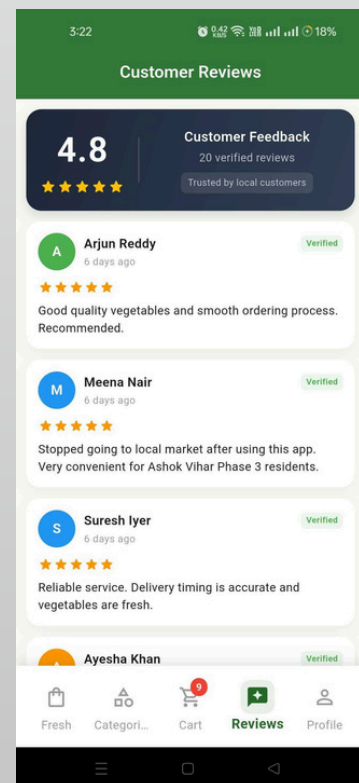 3:22
0.42 KB/S
18%
Customer Reviews
4.8
Customer Feedback
20 verified reviews
Trusted by local customers
A
Arjun Reddy
Verified
6 days ago
Good quality vegetables and smooth ordering process.
Recommended.
M
Meena Nair
Verified
6 days ago
Stopped going to local market after using this app.
Very convenient for Ashok Vihar Phase 3 residents.
S
Suresh Iyer
Verified
6 days ago
Reliable service. Delivery timing is accurate and
vegetables are fresh.
Ayesha Khan
Verified
9
Fresh
Categori...
Cart
Reviews
Profile